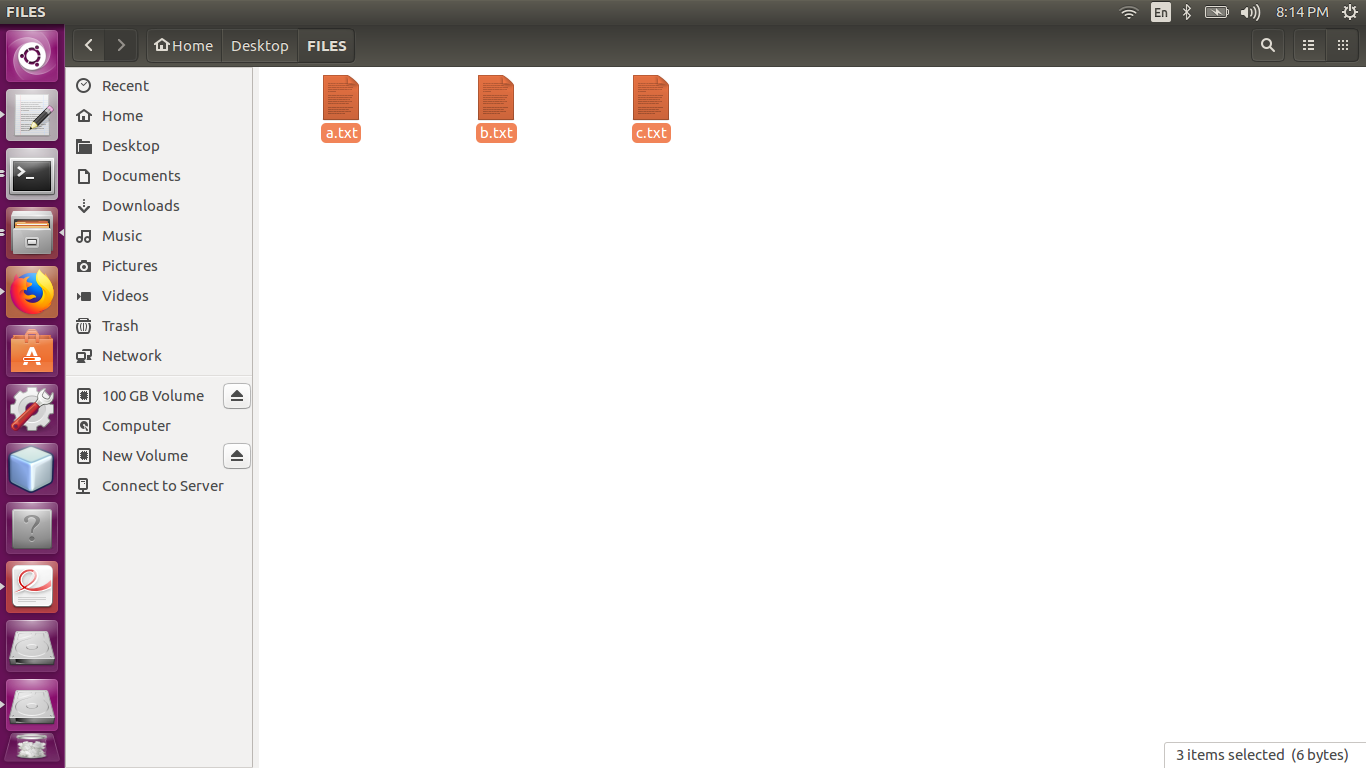 FILES
En
8:14 PM
Home
Desktop
FILES
Recent
Home
Desktop
Documents
Downloads
Music
Pictures
Videos
Trash
Network
100 GB Volume
Computer
New Volume
Connect to Server
a.txt
b.txt
c.txt
3 items selected (6 bytes)